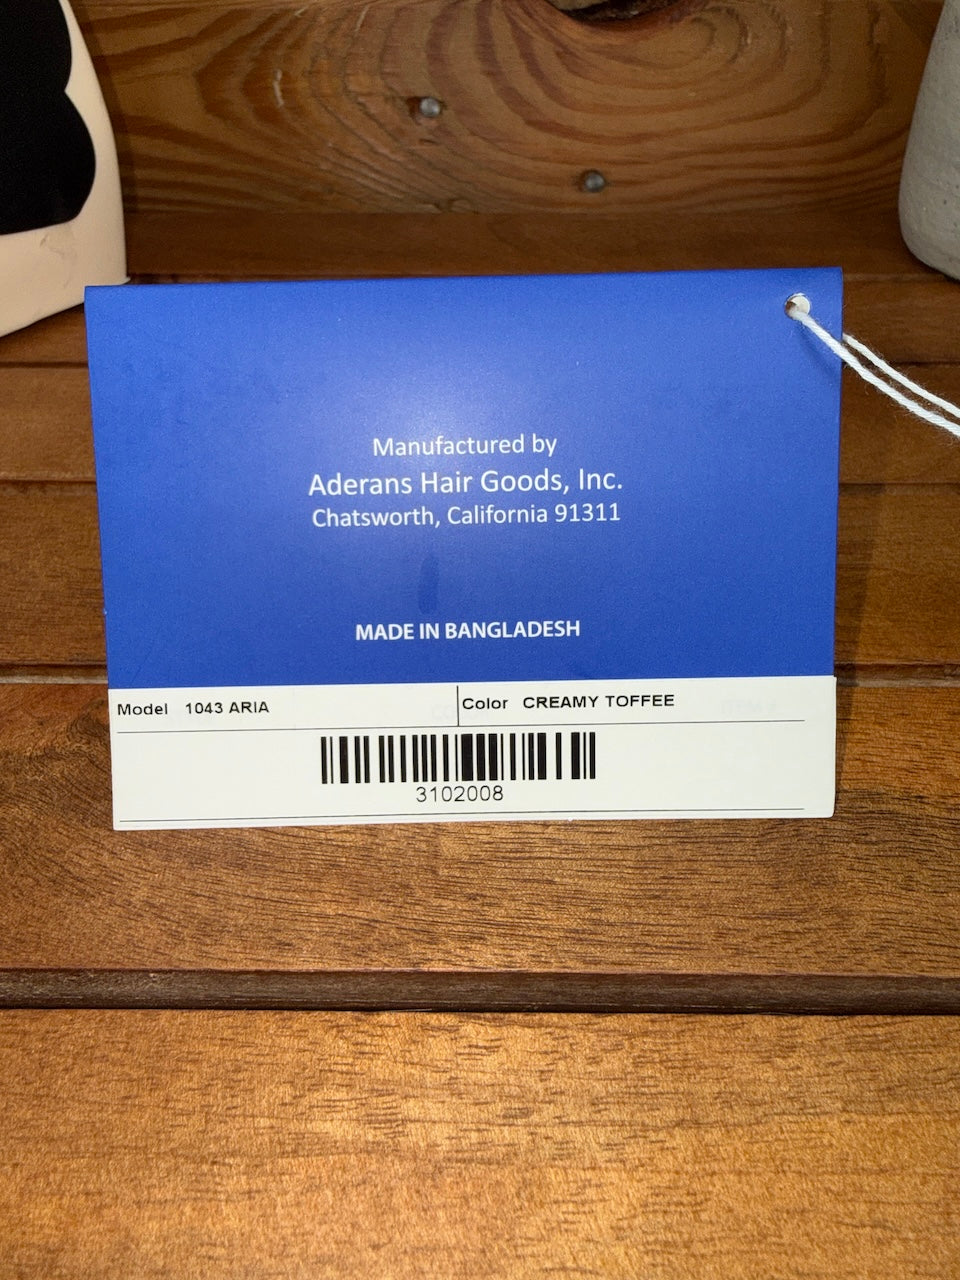 Manufactured by
Aderans Hair Goods, Inc.
Chatsworth, California 91311
MADE IN BANGLADESH
Model 1043 ARIA Color CREAMY TOFFEE
3102008